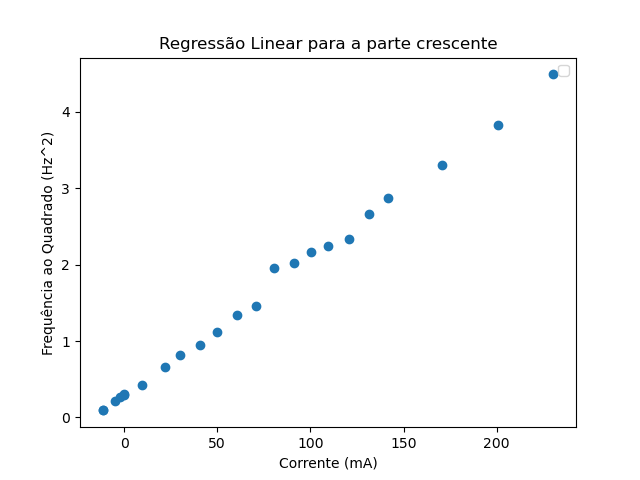 Regressão Linear para a parte crescente
Frequência ao Quadrado (Hz^2)
4
3
2
1
0
0 50 100 150 200
Corrente (mA)